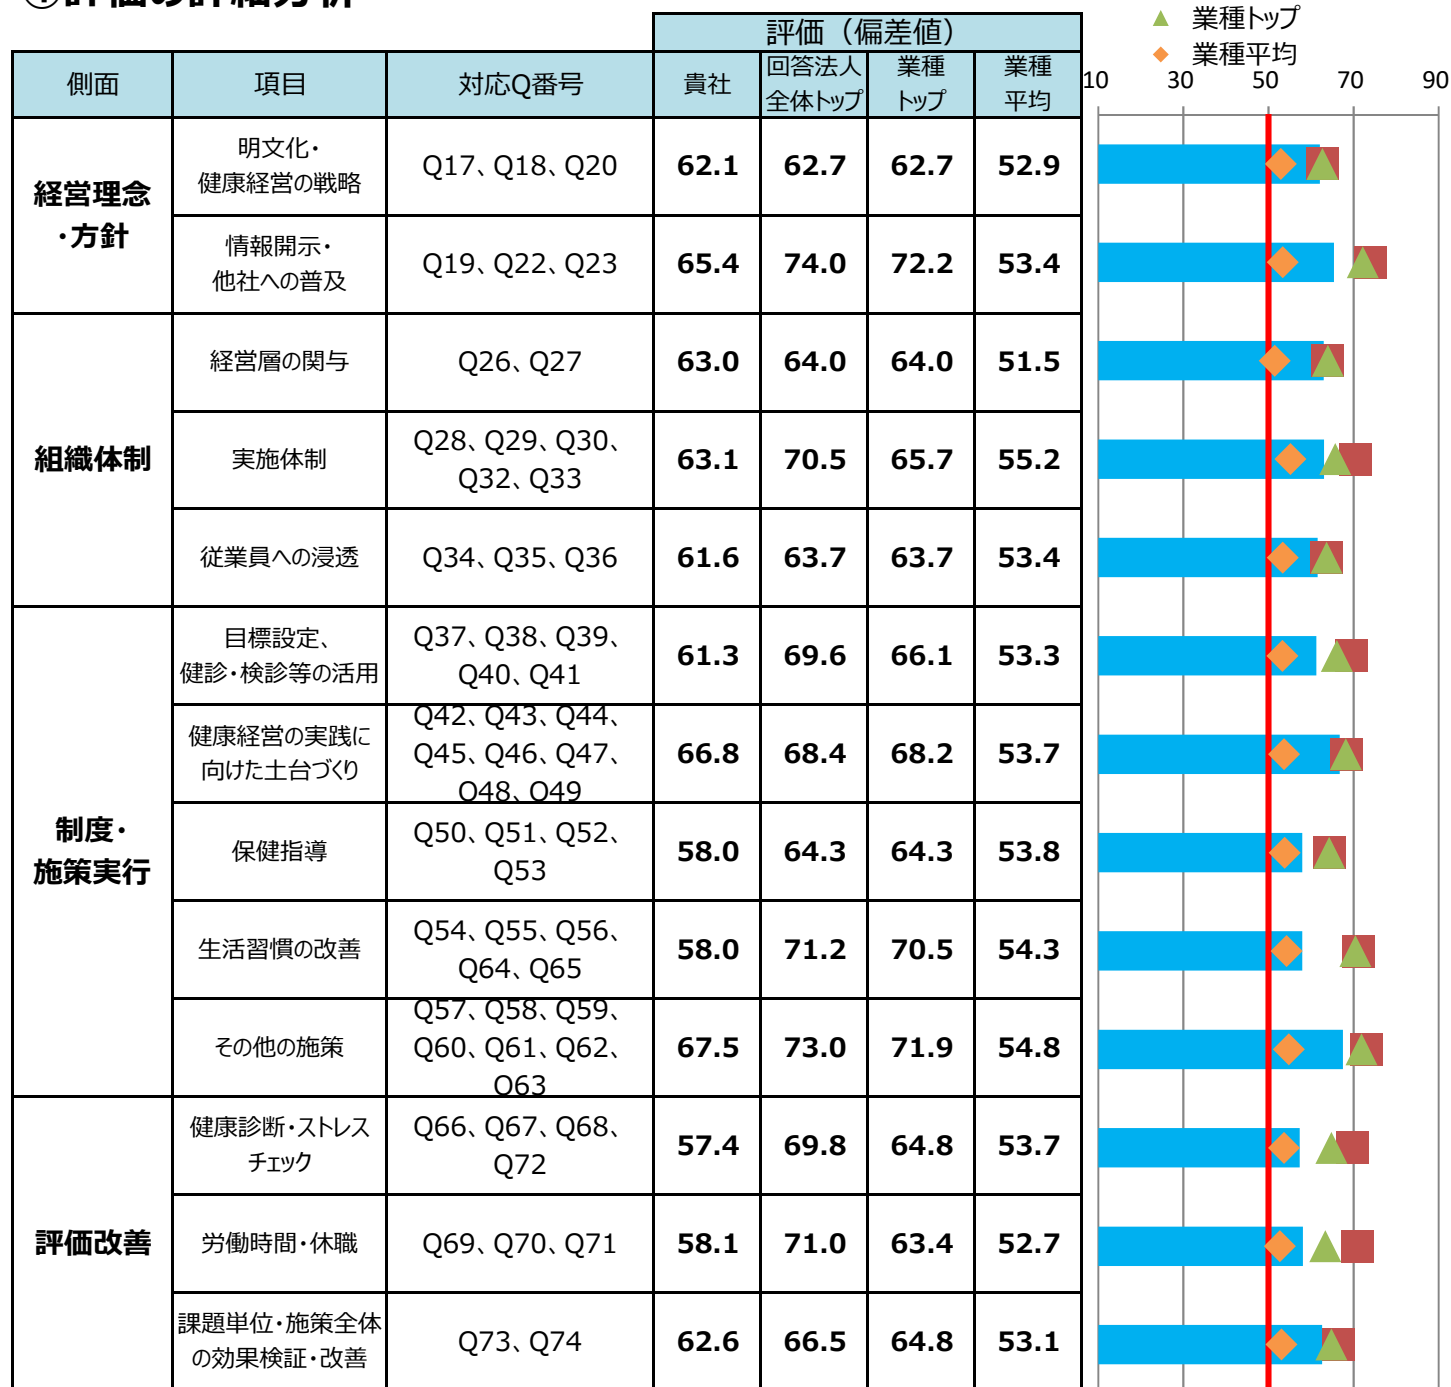 ①評価の詳細分析
業種トップ
業種平均
評価（偏差値）
側面 項目 対応Q番号 貴社 回答法人 業種 業種
全体トップ トップ 平均
10 30 50 70 90
経営理念
・方針
明文化・
健康経営の戦略
Q17、Q18、Q20 62.1 62.7 62.7 52.9
情報開示・
他社への普及
Q19、Q22、Q23 65.4 74.0 72.2 53.4
組織体制
経営層の関与 Q26、Q27 63.0 64.0 64.0 51.5
実施体制
Q28、Q29、Q30、
Q32、Q33
63.1 70.5 65.7 55.2
従業員への浸透 Q34、Q35、Q36 61.6 63.7 63.7 53.4
制度・
施策実行
目標設定、
健診・検診等の活用
Q37、Q38、Q39、
Q40、Q41
61.3 69.6 66.1 53.3
健康経営の実践に
向けた土台づくり
Q42、Q43、Q44、
Q45、Q46、Q47、
Q48、Q49
66.8 68.4 68.2 53.7
保健指導
Q50、Q51、Q52、
Q53
58.0 64.3 64.3 53.8
生活習慣の改善
Q54、Q55、Q56、
Q64、Q65
58.0 71.2 70.5 54.3
その他の施策
Q57、Q58、Q59、
Q60、Q61、Q62、
Q63
67.5 73.0 71.9 54.8
評価改善
健康診断・ストレス
チェック
Q66、Q67、Q68、
Q72
57.4 69.8 64.8 53.7
労働時間・休職 Q69、Q70、Q71 58.1 71.0 63.4 52.7
課題単位・施策全体
の効果検証・改善
Q73、Q74 62.6 66.5 64.8 53.1